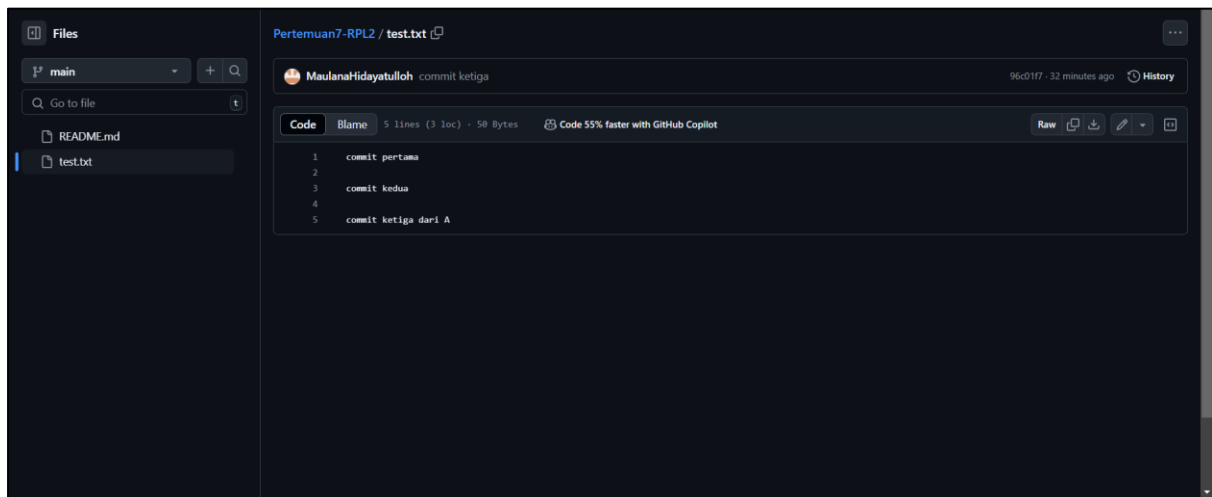 Files
main
Go to file
t
README.md
test.txt
Pertemuan7-RPL2 / test.txt
MaulanaHidayatulloh commit ketiga
96c01f7 · 32 minutes ago
History
Code Blame 5 lines (3 loc) · 50 Bytes Code 55% faster with GitHub Copilot
Raw
1 commit pertama
2
3 commit kedua
4
5 commit ketiga dari A